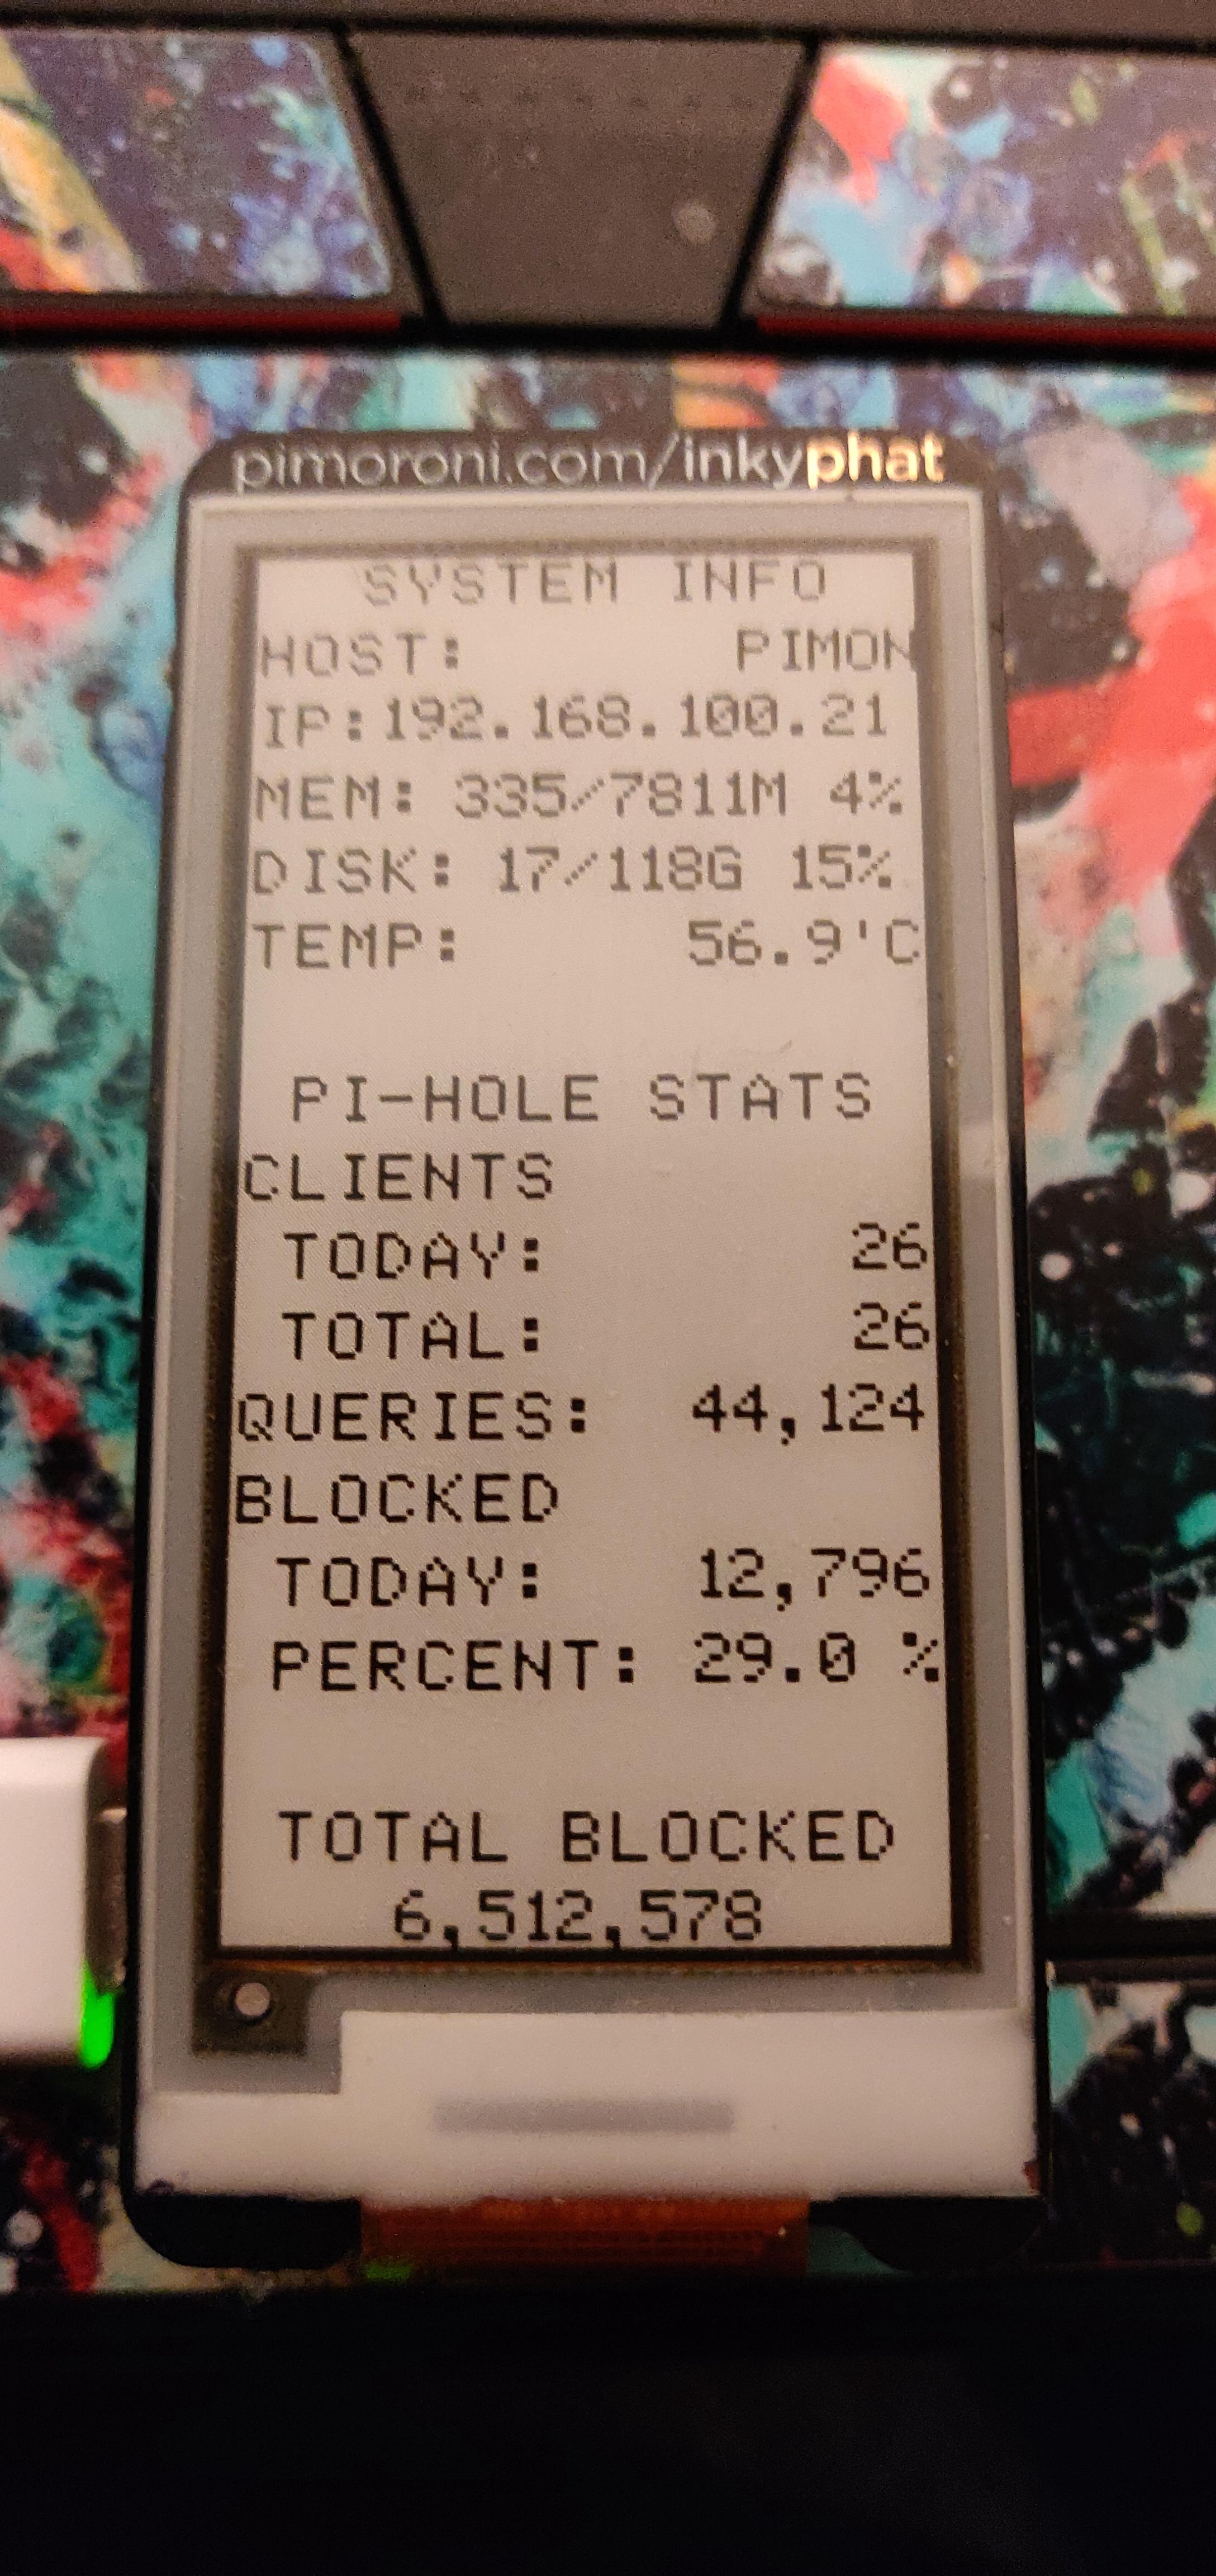 pimoroni.com/inkyphat
SYSTEM INFO
HOST: PIMON
IP:192.168.100.21
MEM: 335/7811M 4%
DISK: 17/118G 15%
TEMP: 56.9'C
PI-HOLE STATS
CLIENTS
TODAY: 26
TOTAL: 26
QUERIES: 44,124
BLOCKED
TODAY: 12,796
PERCENT: 29.0 %
TOTAL BLOCKED
6,512,578